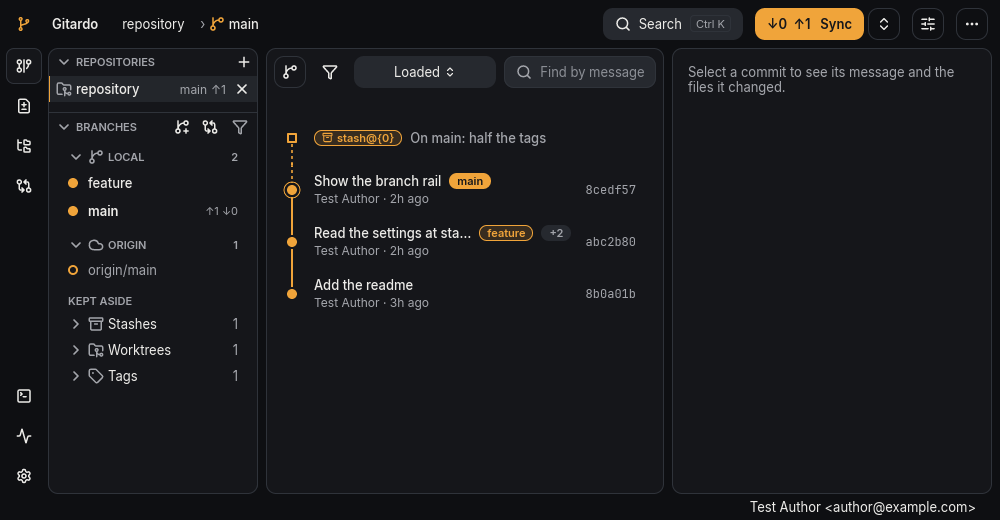 Gitardo repository › main Search Ctrl K ↓0 ↑1 Sync
REPOSITORIES
repository main ↑1
BRANCHES
LOCAL 2
feature
main ↑1 ↓0
ORIGIN 1
origin/main
KEPT ASIDE
Stashes 1
Worktrees 1
Tags 1
Loaded Find by message
stash@{0} On main: half the tags
Show the branch rail main
Test Author · 2h ago 8cedf57
Read the settings at sta... feature +2
Test Author · 2h ago abc2b80
Add the readme
Test Author · 3h ago 8b0a01b
Select a commit to see its message and the
files it changed.
Test Author <author@example.com>